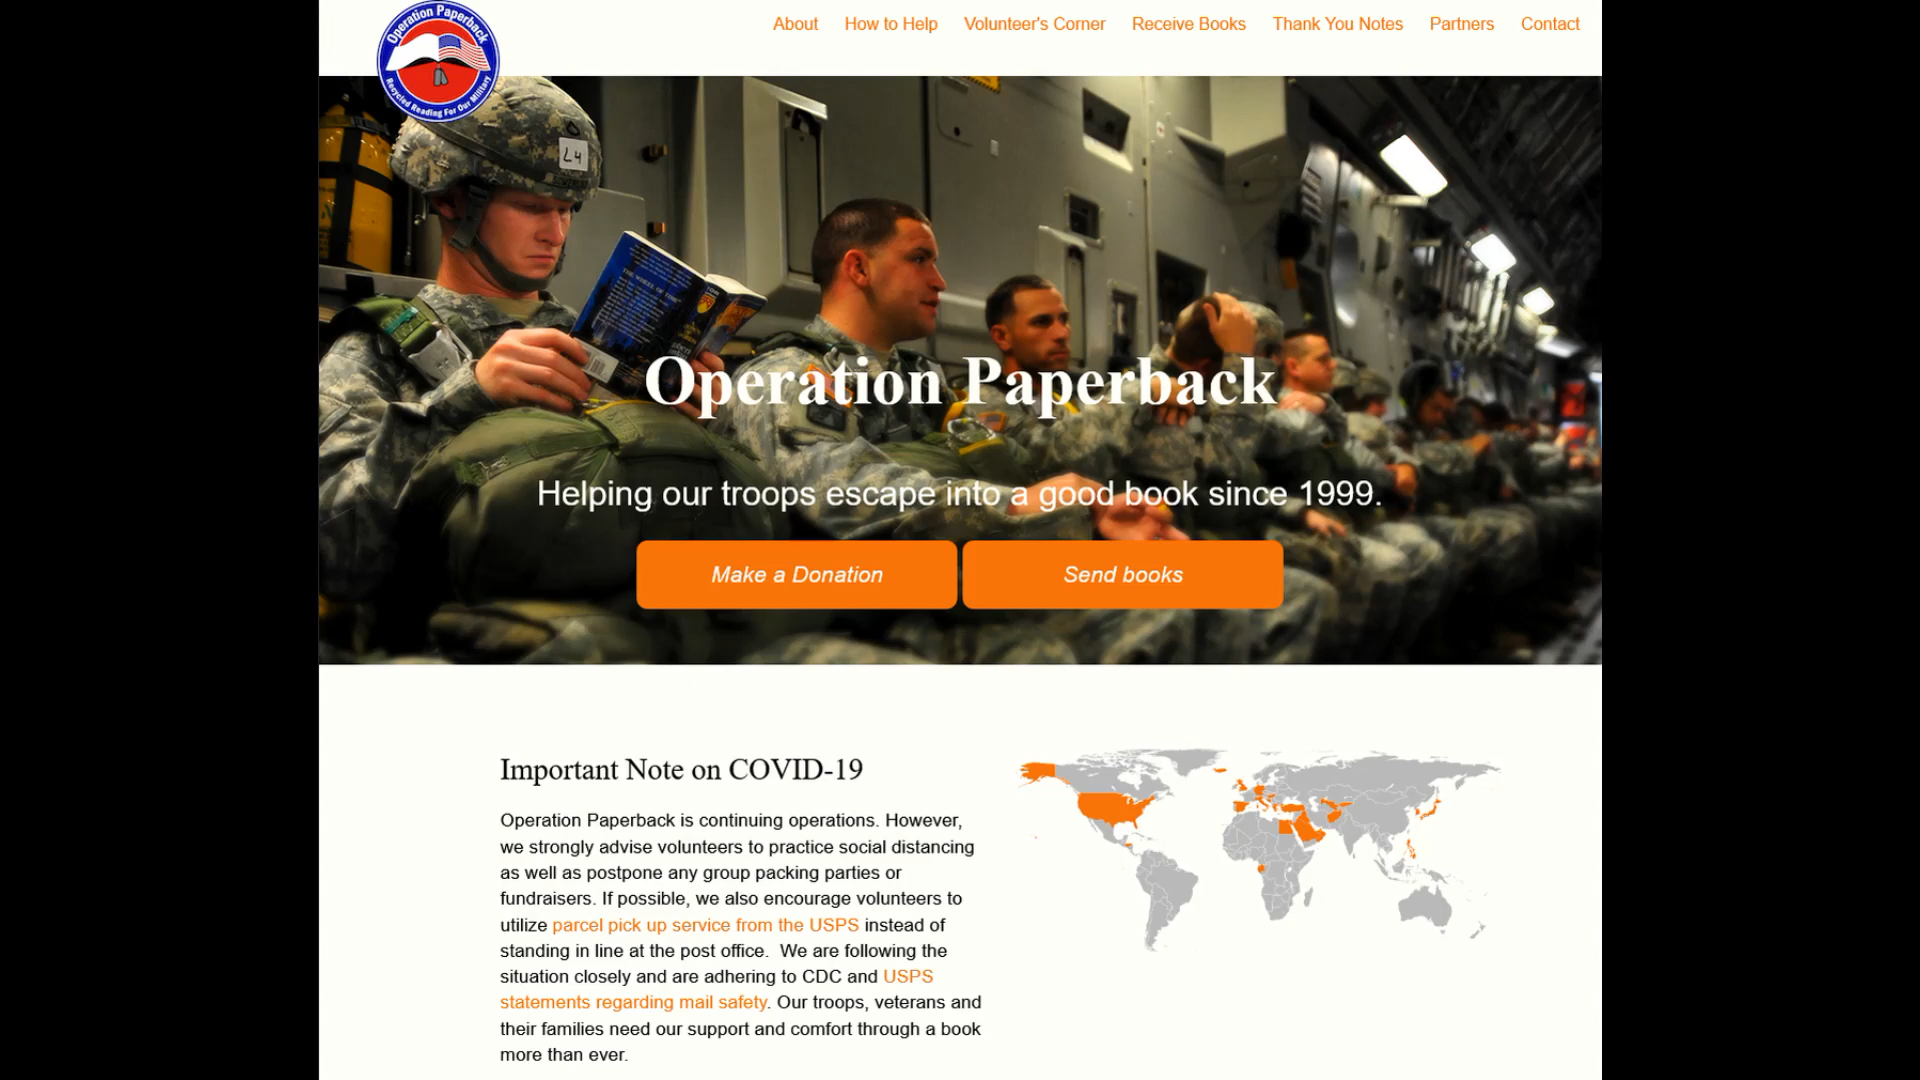 Operation Paperback
Recycled Reading For Our Military
About How to Help Volunteer's Corner Receive Books Thank You Notes Partners Contact
L4
THE WHEEL OF TIME
Operation Paperback
Helping our troops escape into a good book since 1999.
Make a Donation
Send books
Important Note on COVID-19
Operation Paperback is continuing operations. However,
we strongly advise volunteers to practice social distancing
as well as postpone any group packing parties or
fundraisers. If possible, we also encourage volunteers to
utilize parcel pick up service from the USPS instead of
standing in line at the post office. We are following the
situation closely and are adhering to CDC and USPS
statements regarding mail safety. Our troops, veterans and
their families need our support and comfort through a book
more than ever.